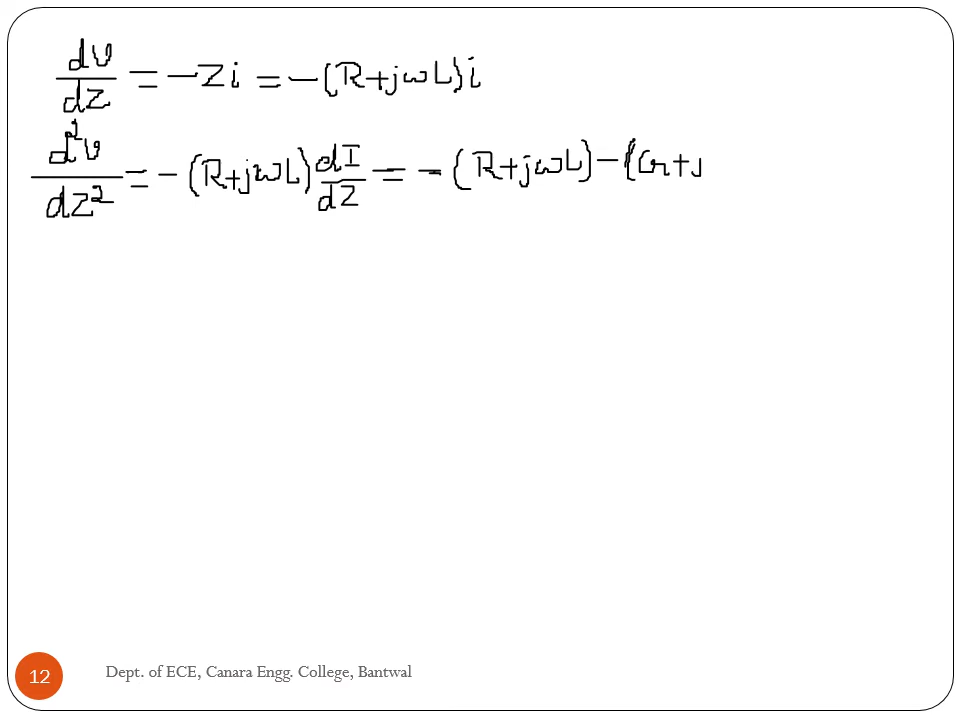 dv/dz = -Zi = -(R+jωL)i
d²v/dz² = -(R+jωL) dI/dz = -(R+jωL) -(G+j
12 Dept. of ECE, Canara Engg. College, Bantwal